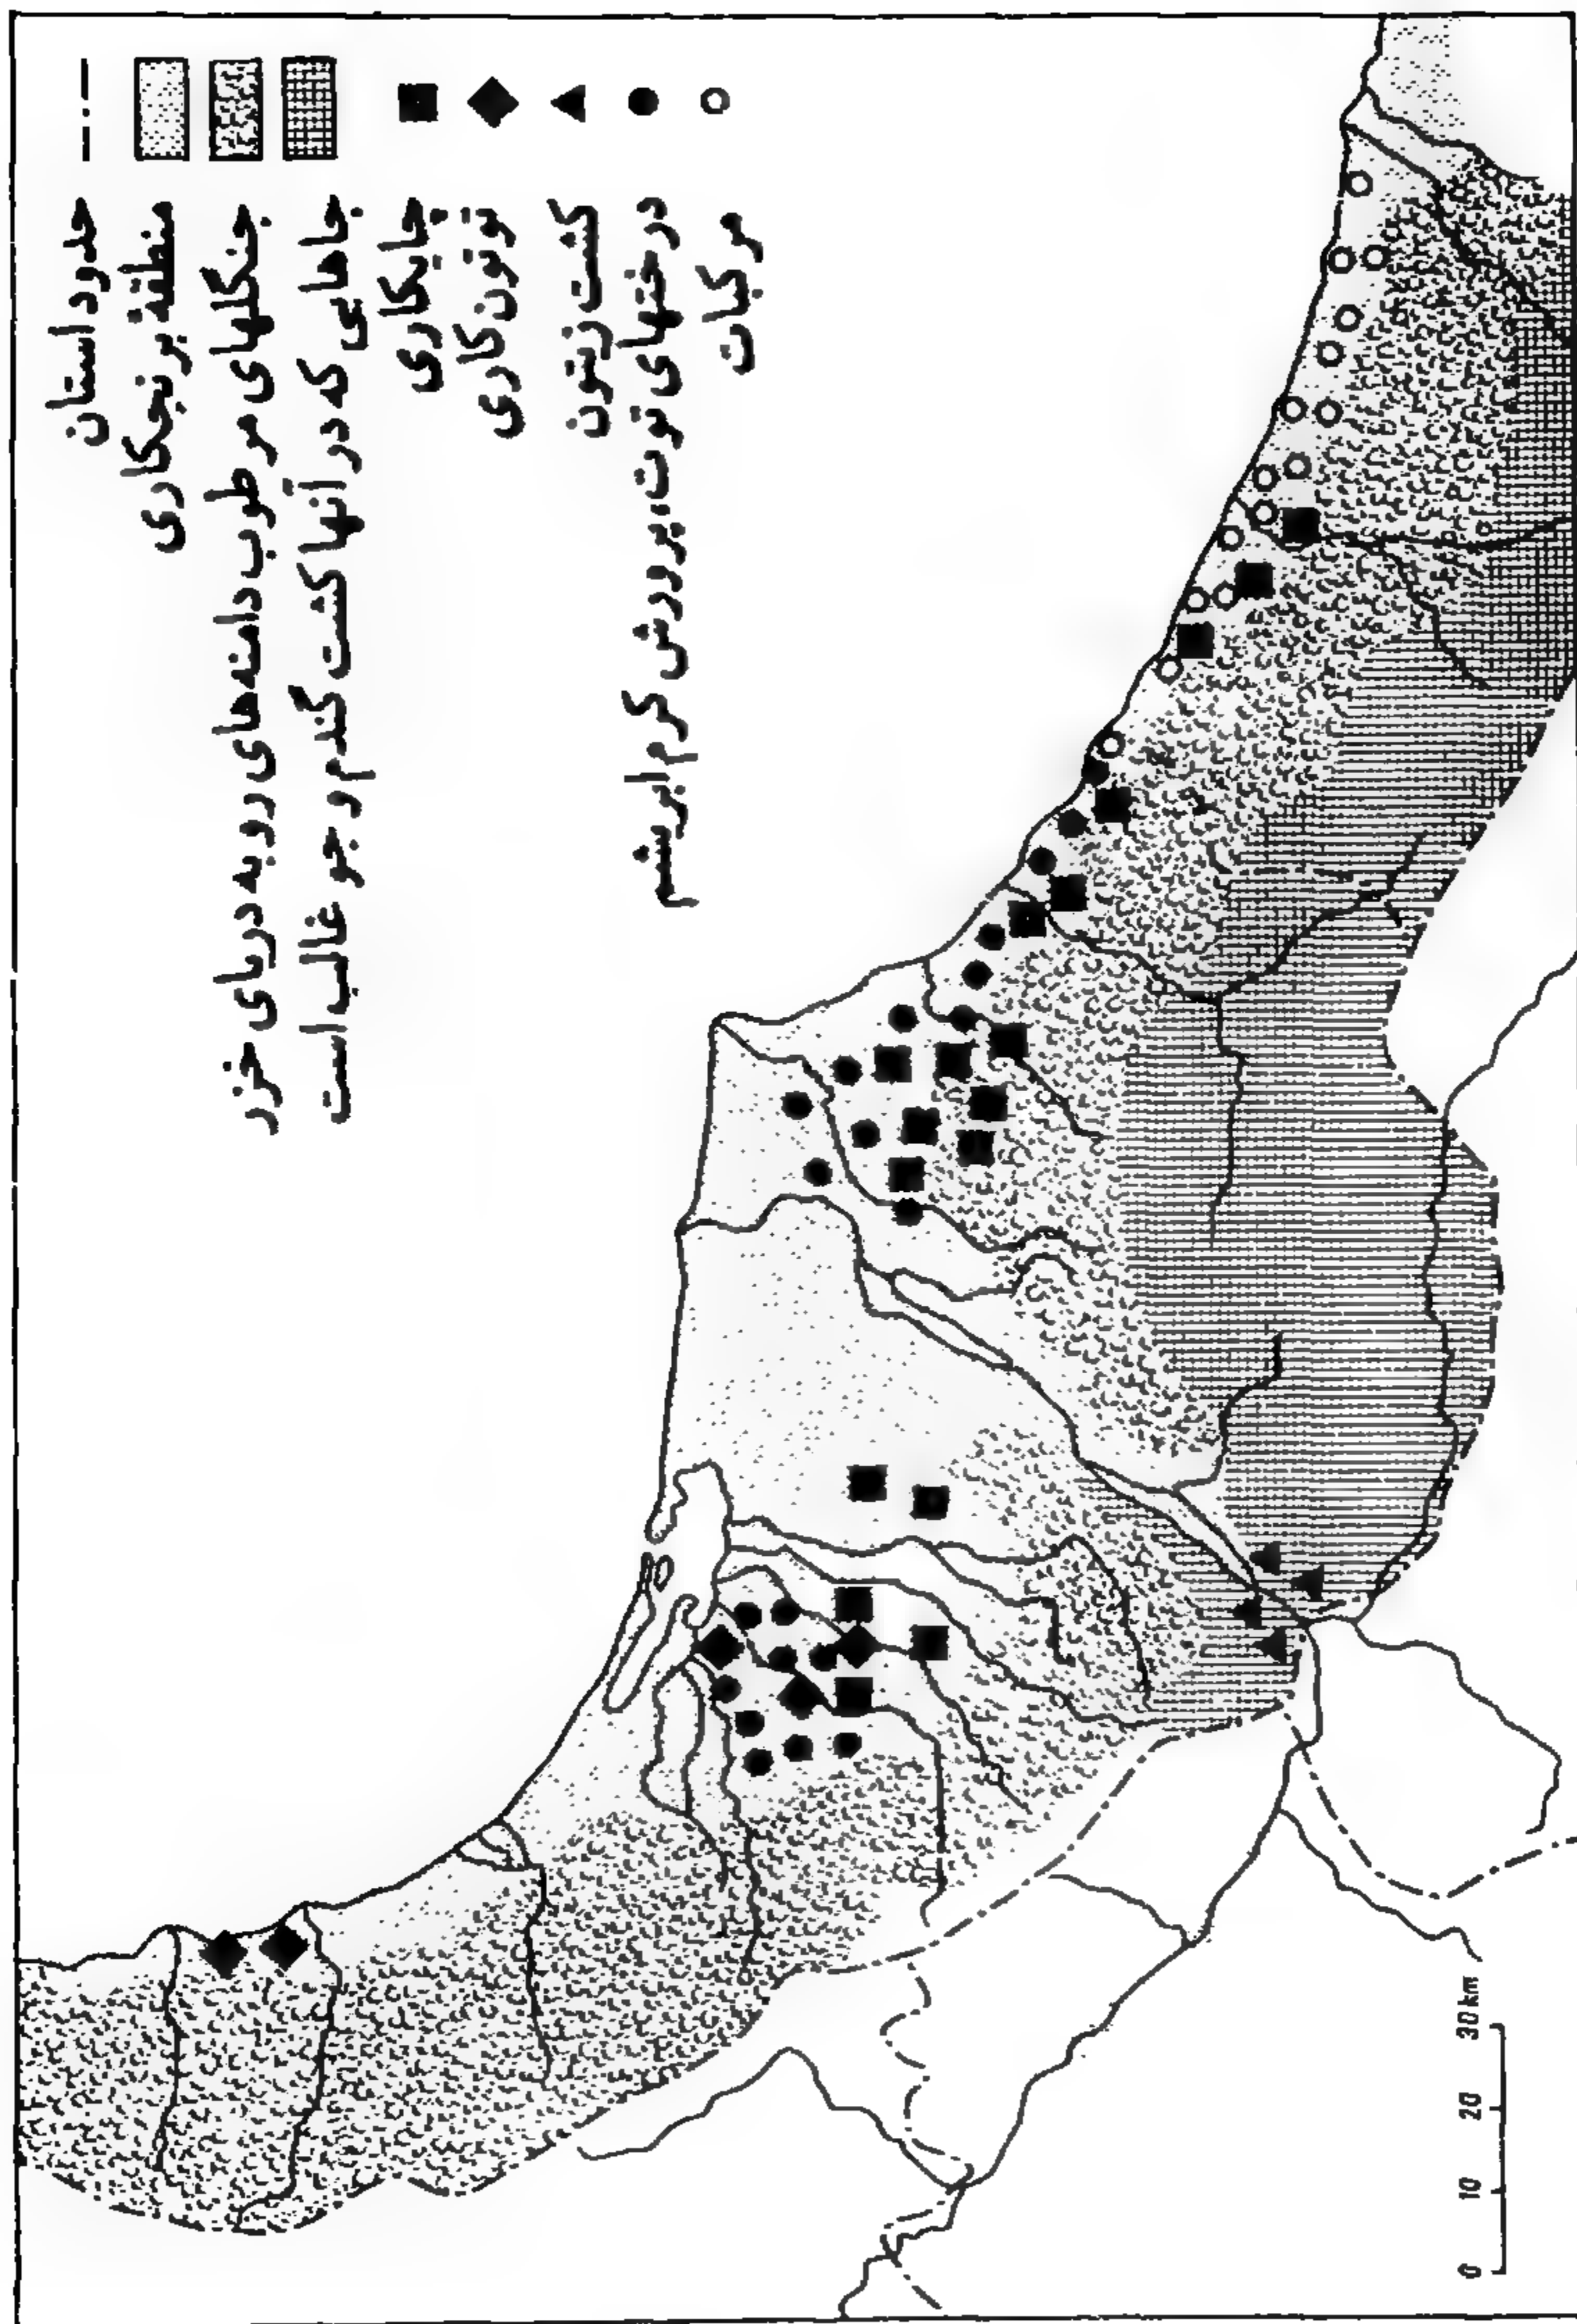 حدود استان
منطقهٔ برنجکاری
جنگلهای مرطوب دامنه‌های رو به دریای خزر
جاهایی که در آنها کشت گندم و جو غالب است
چایکاری
توتون کاری
کشت زیتون
درختهای توت، پرورش کرم ابریشم
مرکبات
0 10 20 30 km